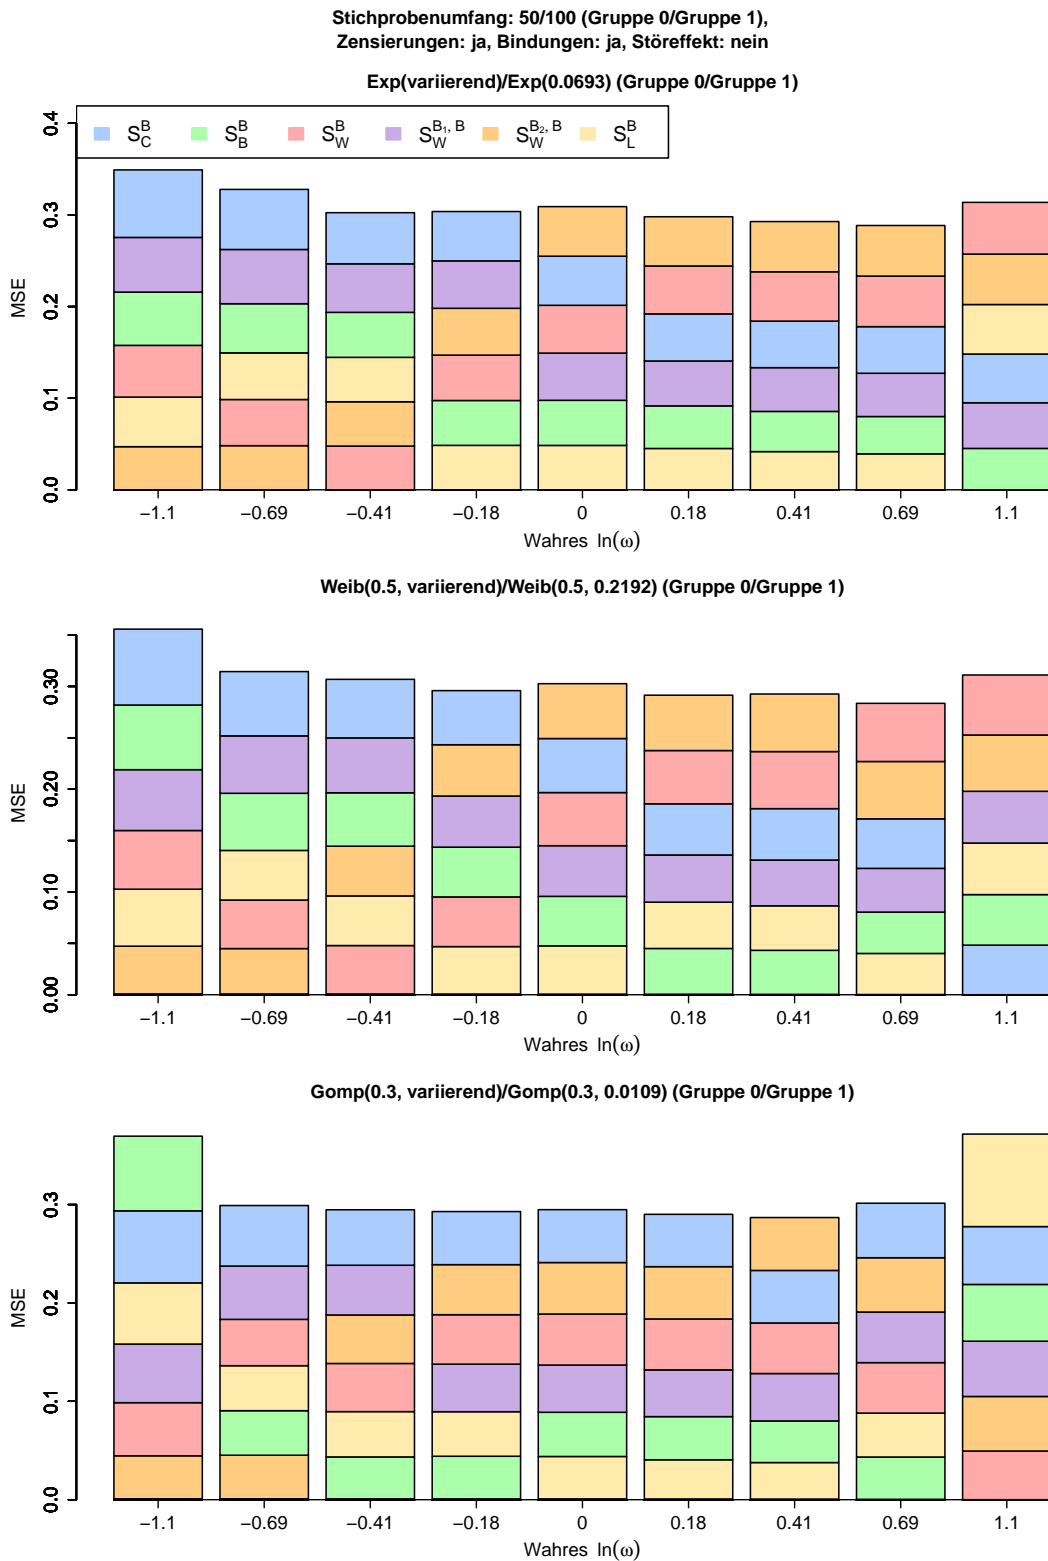 Stichprobenumfang: 50/100 (Gruppe 0/Gruppe 1),
Zensierungen: ja, Bindungen: ja, Störeffekt: nein
Exp(variierend)/Exp(0.0693) (Gruppe 0/Gruppe 1)
S_C^B S_B^B S_W^B S_W^{B_1, B} S_W^{B_2, B} S_L^B
MSE
0.4
0.3
0.2
0.1
0.0
−1.1 −0.69 −0.41 −0.18 0 0.18 0.41 0.69 1.1
Wahres ln(ω)
Weib(0.5, variierend)/Weib(0.5, 0.2192) (Gruppe 0/Gruppe 1)
MSE
0.30
0.20
0.10
0.00
−1.1 −0.69 −0.41 −0.18 0 0.18 0.41 0.69 1.1
Wahres ln(ω)
Gomp(0.3, variierend)/Gomp(0.3, 0.0109) (Gruppe 0/Gruppe 1)
MSE
0.3
0.2
0.1
0.0
−1.1 −0.69 −0.41 −0.18 0 0.18 0.41 0.69 1.1
Wahres ln(ω)